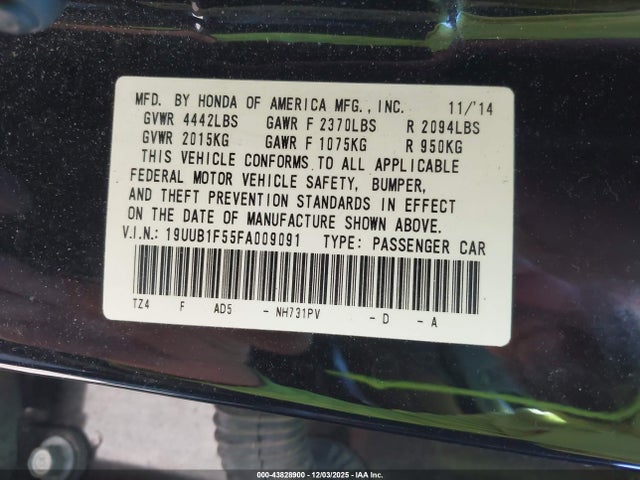 MFD. BY HONDA OF AMERICA MFG., INC. 11/'14
GVWR 4442LBS GAWR F 2370LBS R 2094LBS
GVWR 2015KG GAWR F 1075KG R 950KG
THIS VEHICLE CONFORMS TO ALL APPLICABLE
FEDERAL MOTOR VEHICLE SAFETY, BUMPER,
AND THEFT PREVENTION STANDARDS IN EFFECT
ON THE DATE OF MANUFACTURE SHOWN ABOVE.
V.I.N.: 19UUB1F55FA009091 TYPE: PASSENGER CAR
TZ4 F AD5 - NH731PV - D - A
000-43828900 - 12/03/2025 - IAA Inc.